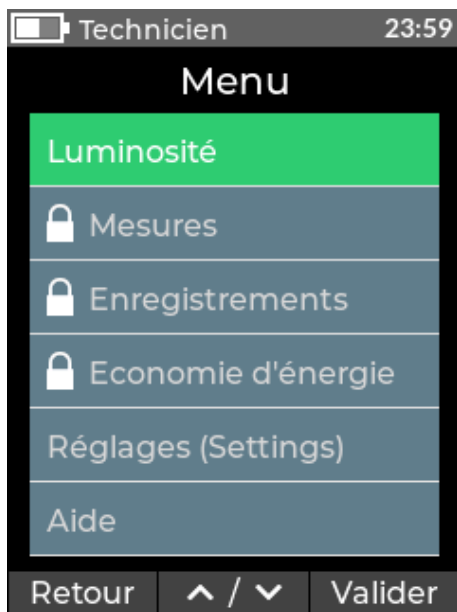 Technicien 23:59
Menu
Luminosité
Mesures
Enregistrements
Economie d'énergie
Réglages (Settings)
Aide
Retour / Valider